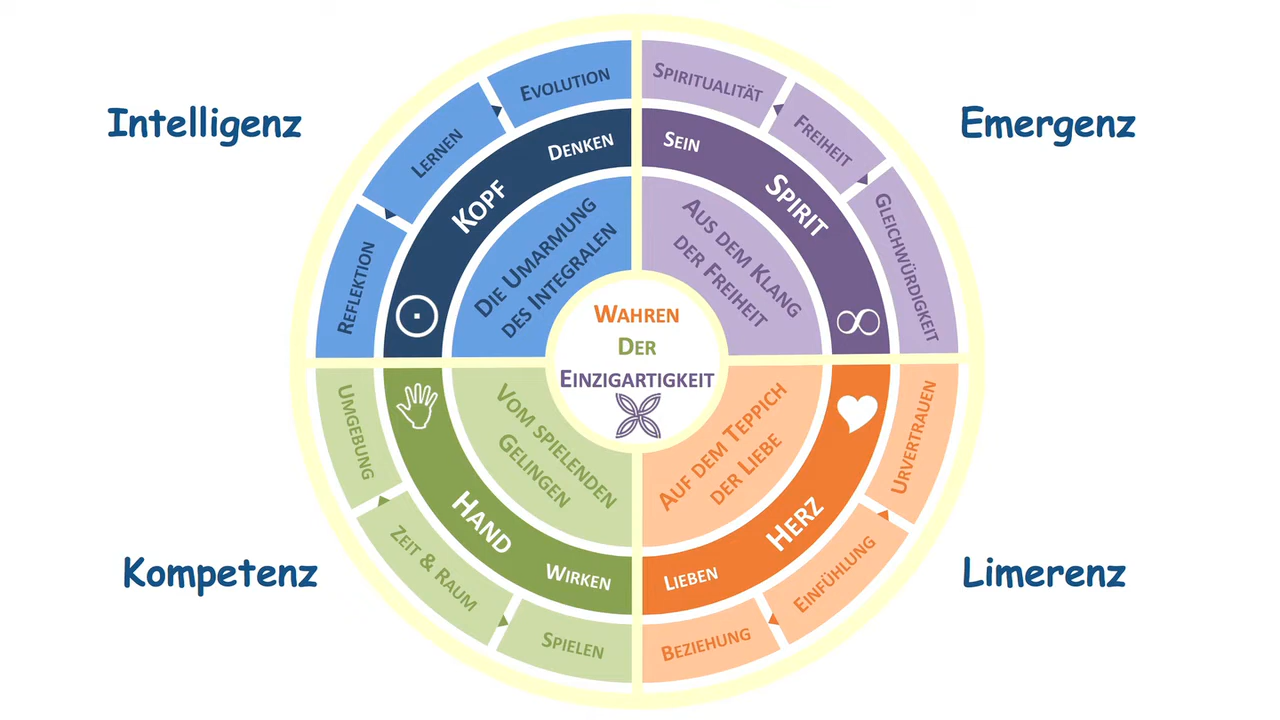 Intelligenz
Emergenz
Evolution
Lernen
Reflektion
Denken
Kopf
Die Umarmung
des Integralen
Spiritualität
Freiheit
Gleichwürdigkeit
Sein
Spirit
Aus dem Klang
der Freiheit
Wahren
Der
Einzigartigkeit
Umgebung
Zeit & Raum
Spielen
Hand
Wirken
Vom spielenden
Gelingen
Urvertrauen
Einfühlung
Beziehung
Herz
Lieben
Auf dem Teppich
der Liebe
Kompetenz
Limerenz